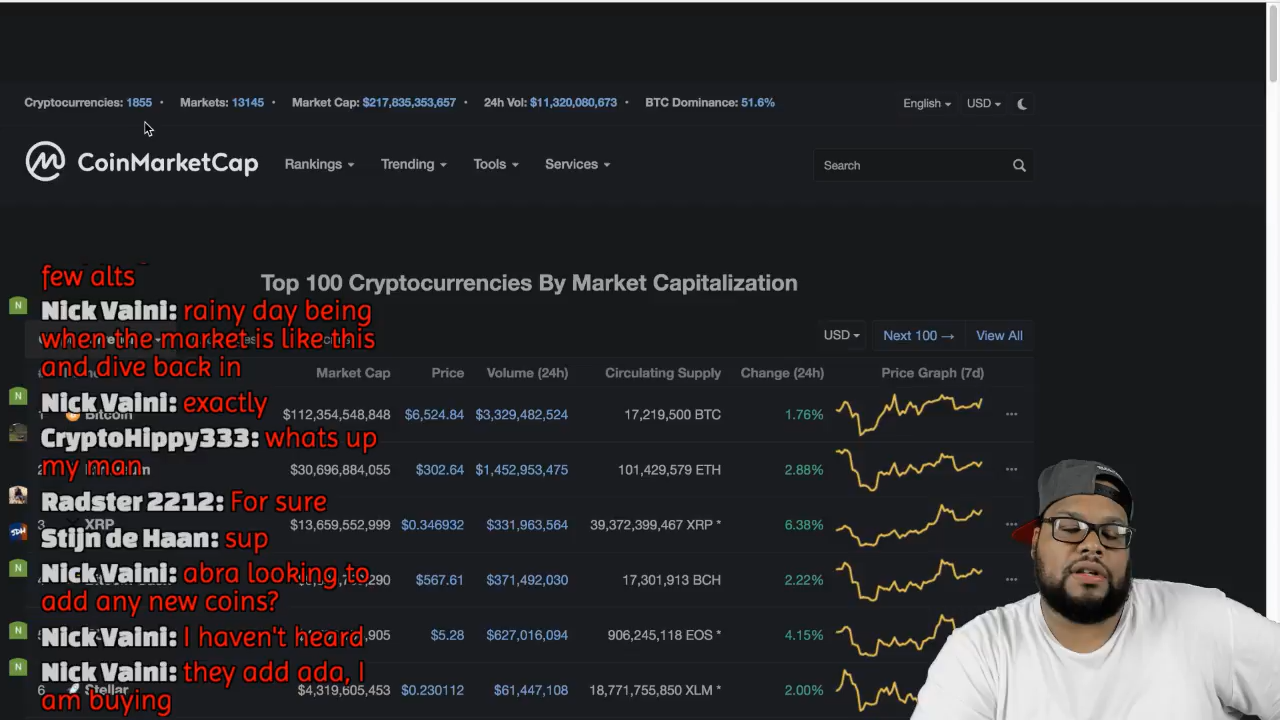 Cryptocurrencies: 1855 • Markets: 13145 • Market Cap: $217,835,353,657 • 24h Vol: $11,320,080,673 • BTC Dominance: 51.6%
English USD
CoinMarketCap Rankings Trending Tools Services Search
few alts
Top 100 Cryptocurrencies By Market Capitalization
N Nick Vaini: rainy day being
when the market is like this
and dive back in
USD Next 100 → View All
Market Cap Price Volume (24h) Circulating Supply Change (24h) Price Graph (7d)
N Nick Vaini: exactly
1 Bitcoin $112,354,548,848 $6,524.84 $3,329,482,524 17,219,500 BTC 1.76%
CryptoHippy333: whats up
my man
2 $30,696,884,055 $302.64 $1,452,953,475 101,429,579 ETH 2.88%
Radster 2212: For sure
3 XRP $13,659,552,999 $0.346932 $331,963,564 39,372,399,467 XRP * 6.38%
Stijn de Haan: sup
N Nick Vaini: abra looking to
add any new coins?
290 $567.61 $371,492,030 17,301,913 BCH 2.22%
N Nick Vaini: I haven't heard
905 $5.28 $627,016,094 906,245,118 EOS * 4.15%
N Nick Vaini: they add ada, I
am buying
6 Stellar $4,319,605,453 $0.230112 $61,447,108 18,771,755,850 XLM * 2.00%